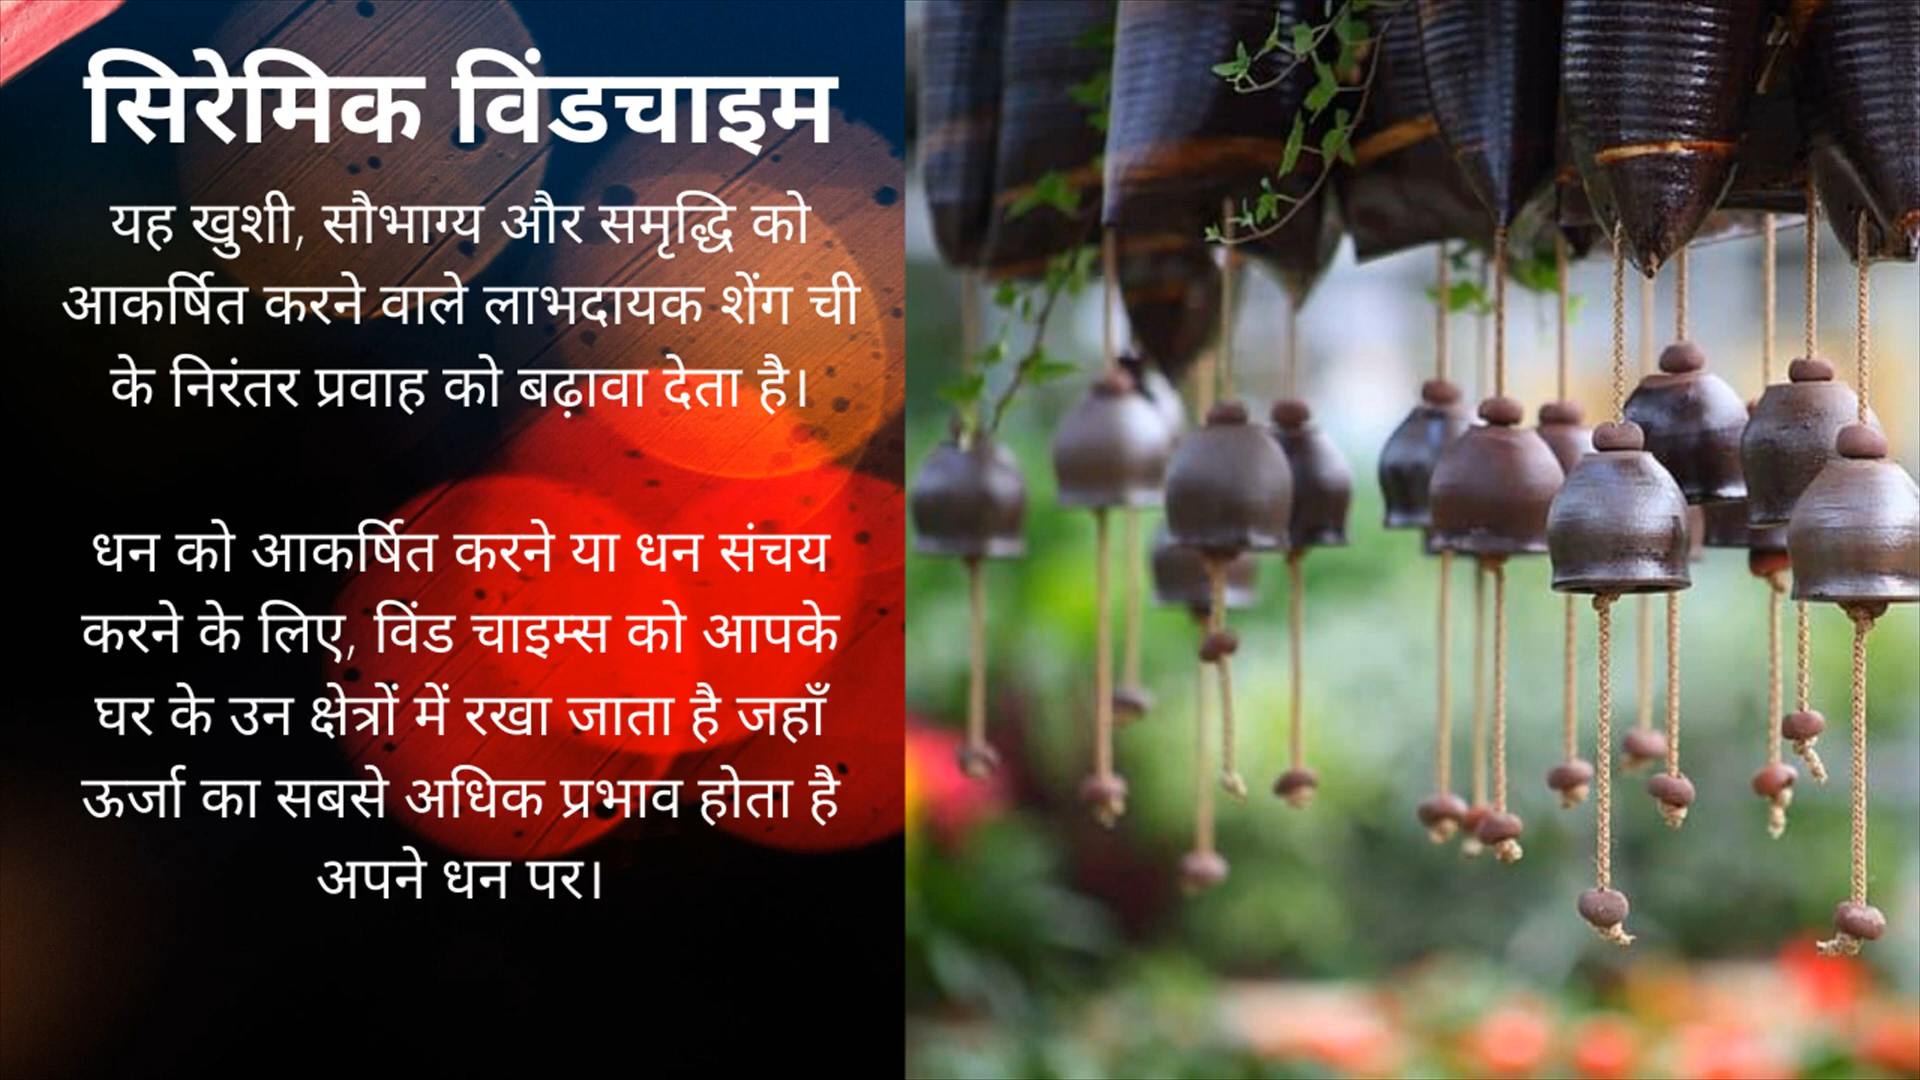 सिरेमिक विंडचाइम
यह खुशी, सौभाग्य और समृद्धि को
आकर्षित करने वाले लाभदायक शेंग ची
के निरंतर प्रवाह को बढ़ावा देता है।
धन को आकर्षित करने या धन संचय
करने के लिए, विंड चाइम्स को आपके
घर के उन क्षेत्रों में रखा जाता है जहाँ
ऊर्जा का सबसे अधिक प्रभाव होता है
अपने धन पर।